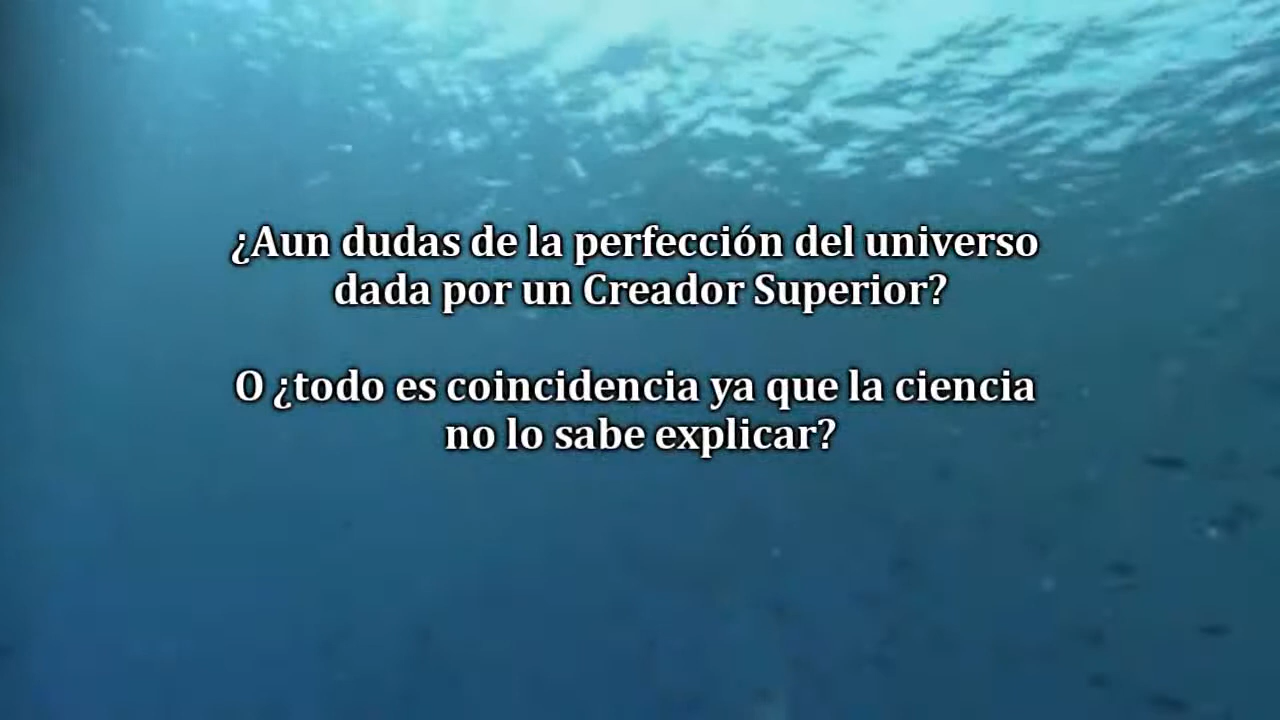 ¿Aun dudas de la perfección del universo
dada por un Creador Superior?
O ¿todo es coincidencia ya que la ciencia
no lo sabe explicar?